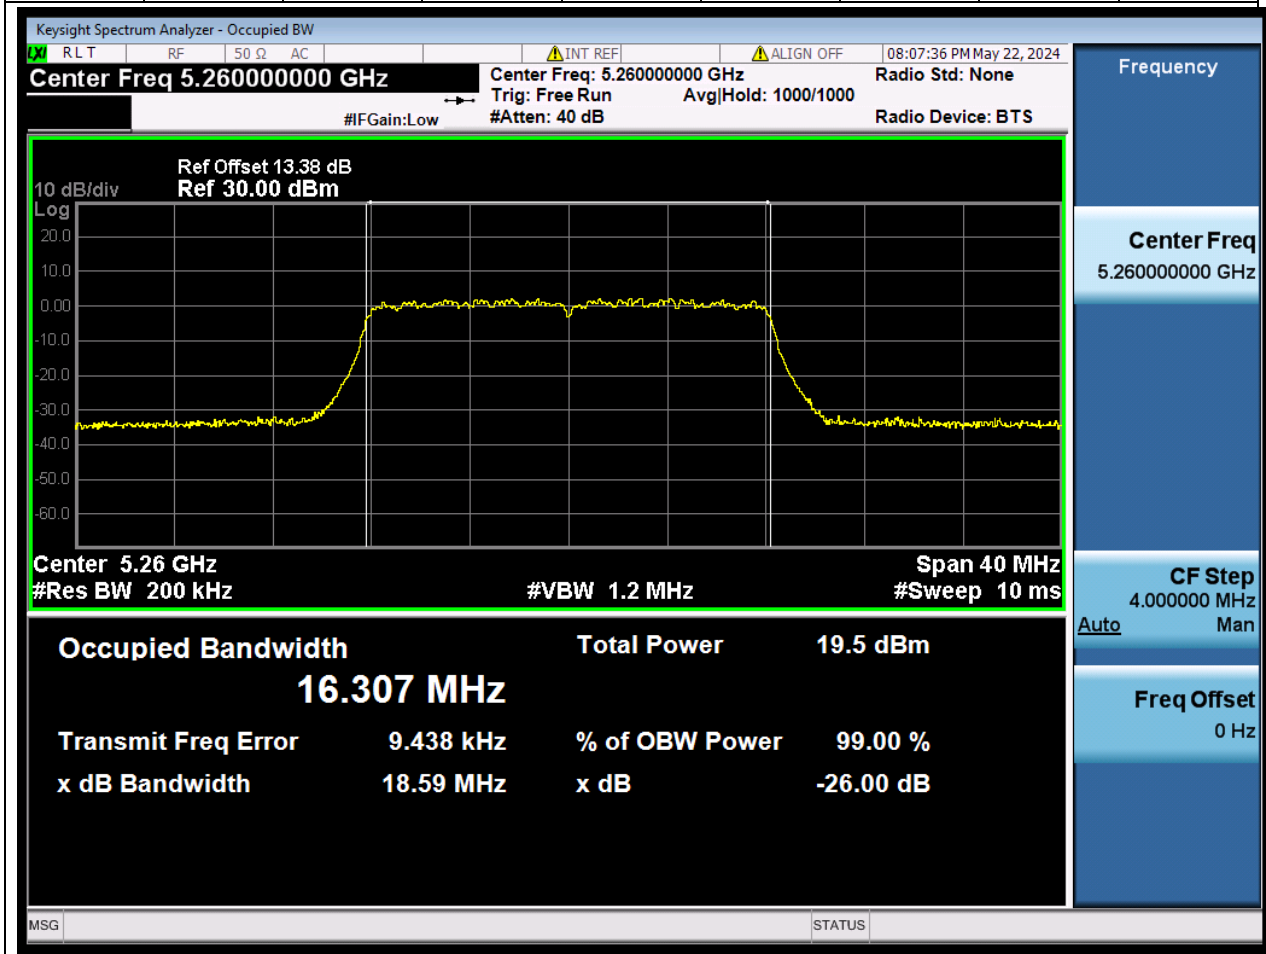 Keysight Spectrum Analyzer - Occupied BW
LXI RLT RF 50 Ω AC INT REF ALIGN OFF 08:07:36 PM May 22, 2024
Center Freq 5.260000000 GHz
#IFGain:Low
Center Freq: 5.260000000 GHz
Trig: Free Run Avg|Hold: 1000/1000
#Atten: 40 dB
Radio Std: None
Radio Device: BTS
Ref Offset 13.38 dB
10 dB/div Ref 30.00 dBm
Log
20.0
10.0
0.00
-10.0
-20.0
-30.0
-40.0
-50.0
-60.0
Center 5.26 GHz Span 40 MHz
#Res BW 200 kHz #VBW 1.2 MHz #Sweep 10 ms
Occupied Bandwidth Total Power 19.5 dBm
16.307 MHz
Transmit Freq Error 9.438 kHz % of OBW Power 99.00 %
x dB Bandwidth 18.59 MHz x dB -26.00 dB
MSG STATUS
Frequency
Center Freq
5.260000000 GHz
CF Step
4.000000 MHz
Auto Man
Freq Offset
0 Hz